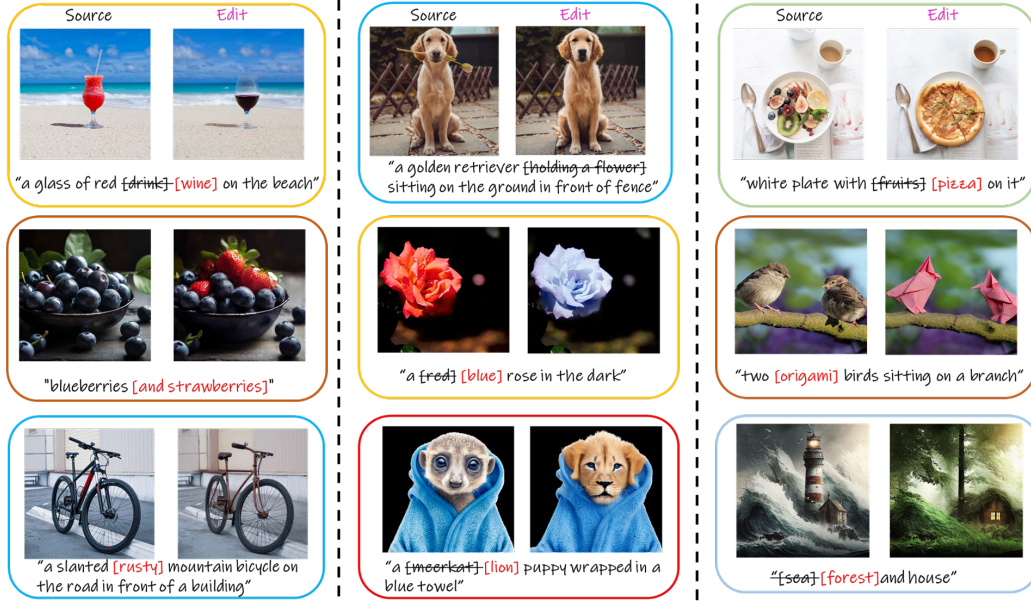 Source Edit
"a glass of red [drink] [wine] on the beach"
"blueberries [and strawberries]"
"a slanted [rusty] mountain bicycle on
the road in front of a building"
Source Edit
"a golden retriever [holding a flower]
sitting on the ground in front of fence"
"a [red] [blue] rose in the dark"
"a [meerkat] [lion] puppy wrapped in a
blue towel"
Source Edit
"white plate with [fruits] [pizza] on it"
"two [origami] birds sitting on a branch"
"[sea] [forest]and house"